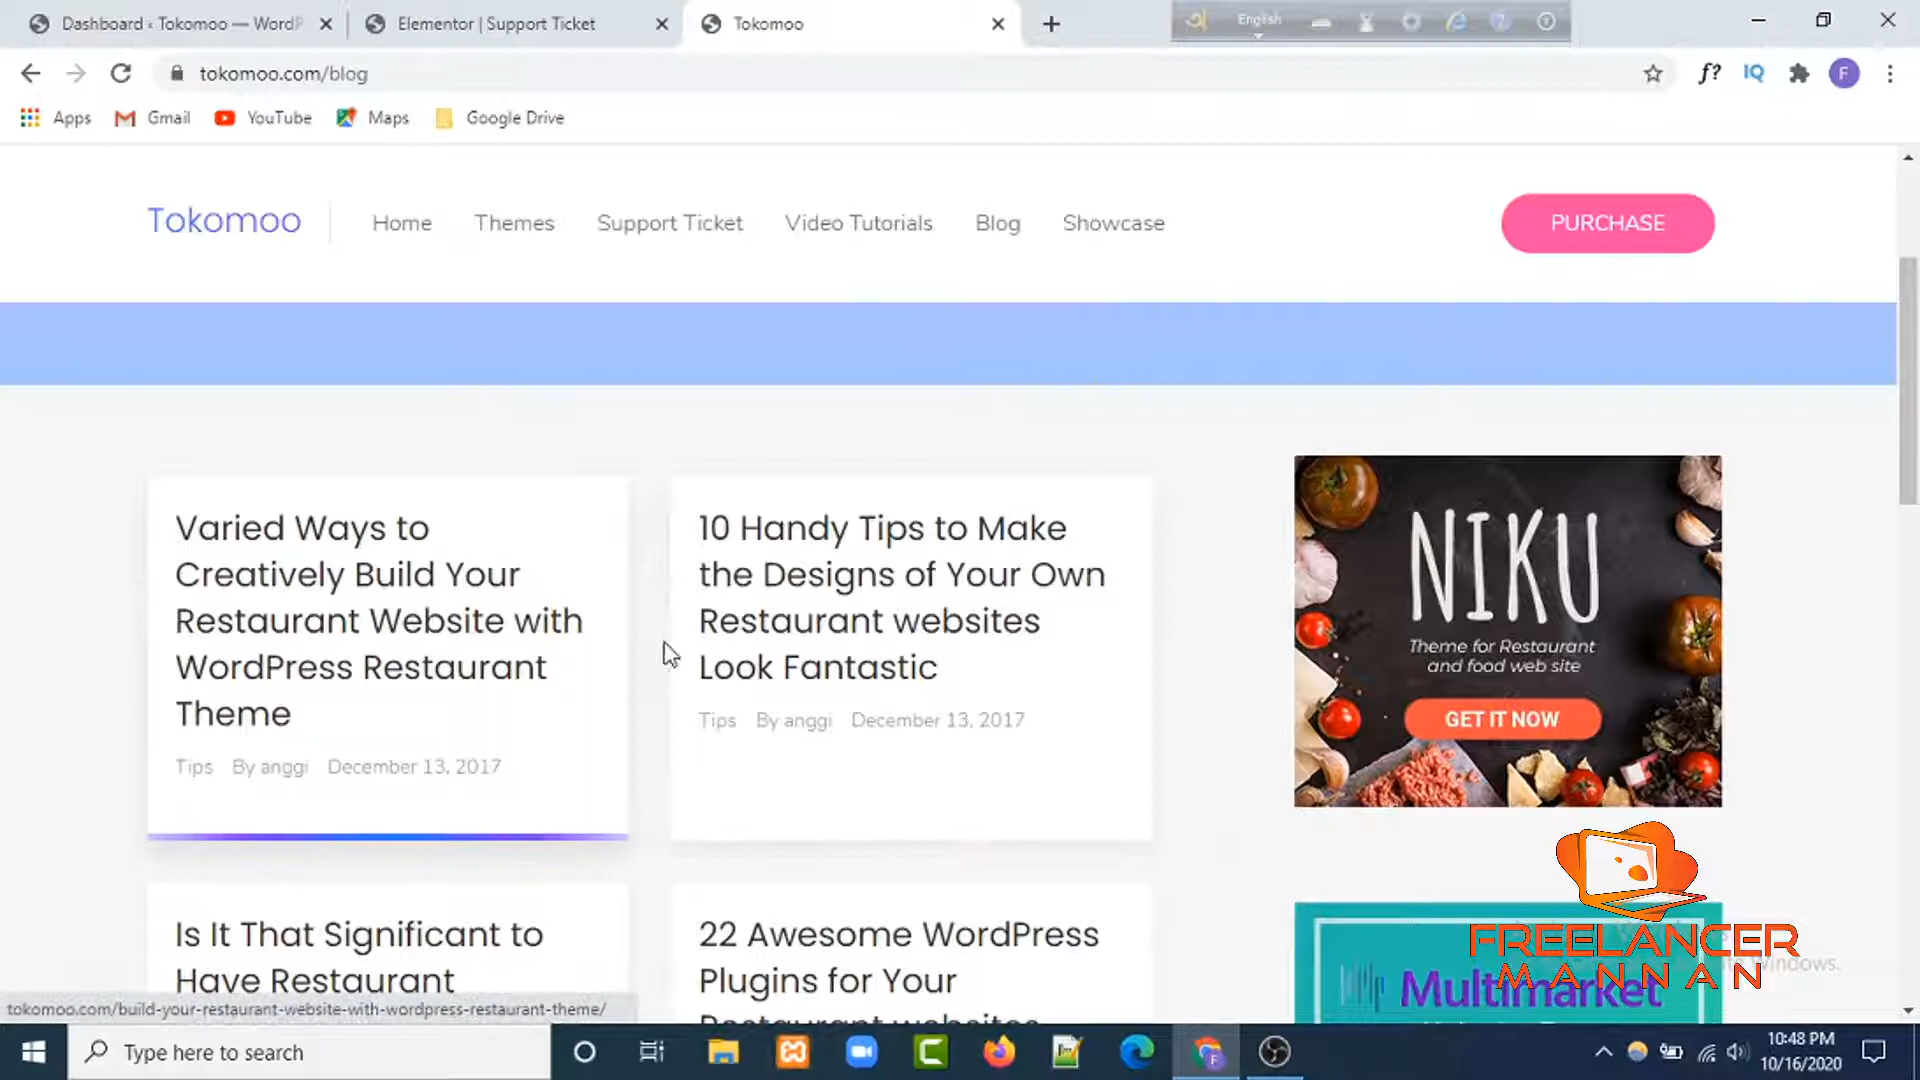 Dashboard ‹ Tokomoo — WordP
Elementor | Support Ticket
Tokomoo
English
tokomoo.com/blog
f?
IQ
F
Apps
Gmail
YouTube
Maps
Google Drive
Tokomoo
Home
Themes
Support Ticket
Video Tutorials
Blog
Showcase
PURCHASE
Varied Ways to
Creatively Build Your
Restaurant Website with
WordPress Restaurant
Theme
Tips By anggi December 13, 2017
10 Handy Tips to Make
the Designs of Your Own
Restaurant websites
Look Fantastic
Tips By anggi December 13, 2017
NIKU
Theme for Restaurant
and food web site
GET IT NOW
Is It That Significant to
Have Restaurant
22 Awesome WordPress
Plugins for Your
Restaurant websites
Multimarket
FREELANCER
MANNAN
Windows.
tokomoo.com/build-your-restaurant-website-with-wordpress-restaurant-theme/
Type here to search
10:48 PM
10/16/2020